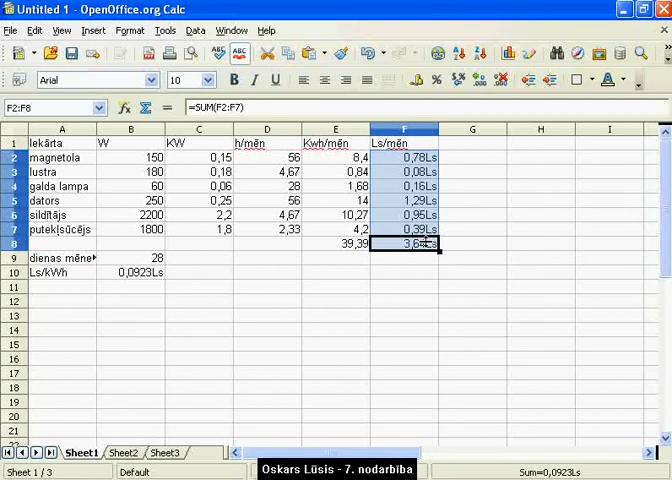 Untitled 1 - OpenOffice.org Calc
File Edit View Insert Format Tools Data Window Help
Arial 10
F2:F8 =SUM(F2:F7)
A B C D E F G H I
1 Iekārta W KW h/mēn Kwh/mēn Ls/mēn
2 magnetola 150 0,15 56 8,4 0,78Ls
3 lustra 180 0,18 4,67 0,84 0,08Ls
4 galda lampa 60 0,06 28 1,68 0,16Ls
5 dators 250 0,25 56 14 1,29Ls
6 sildītājs 2200 2,2 4,67 10,27 0,95Ls
7 putekļsūcējs 1800 1,8 2,33 4,2 0,39Ls
8 39,39 3,64Ls
9 dienas mēne 28
10 Ls/kWh 0,0923Ls
11
12
13
14
15
16
17
18
19
20
21
Sheet1 Sheet2 Sheet3
Sheet 1 / 3 Default Oskars Lūsis - 7. nodarbība Sum=0,0923Ls